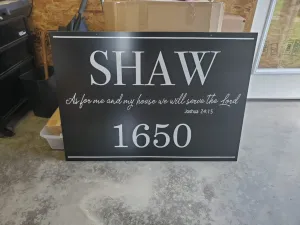 SHAW
As for me and my house we will serve the Lord
Joshua 24:15
1650